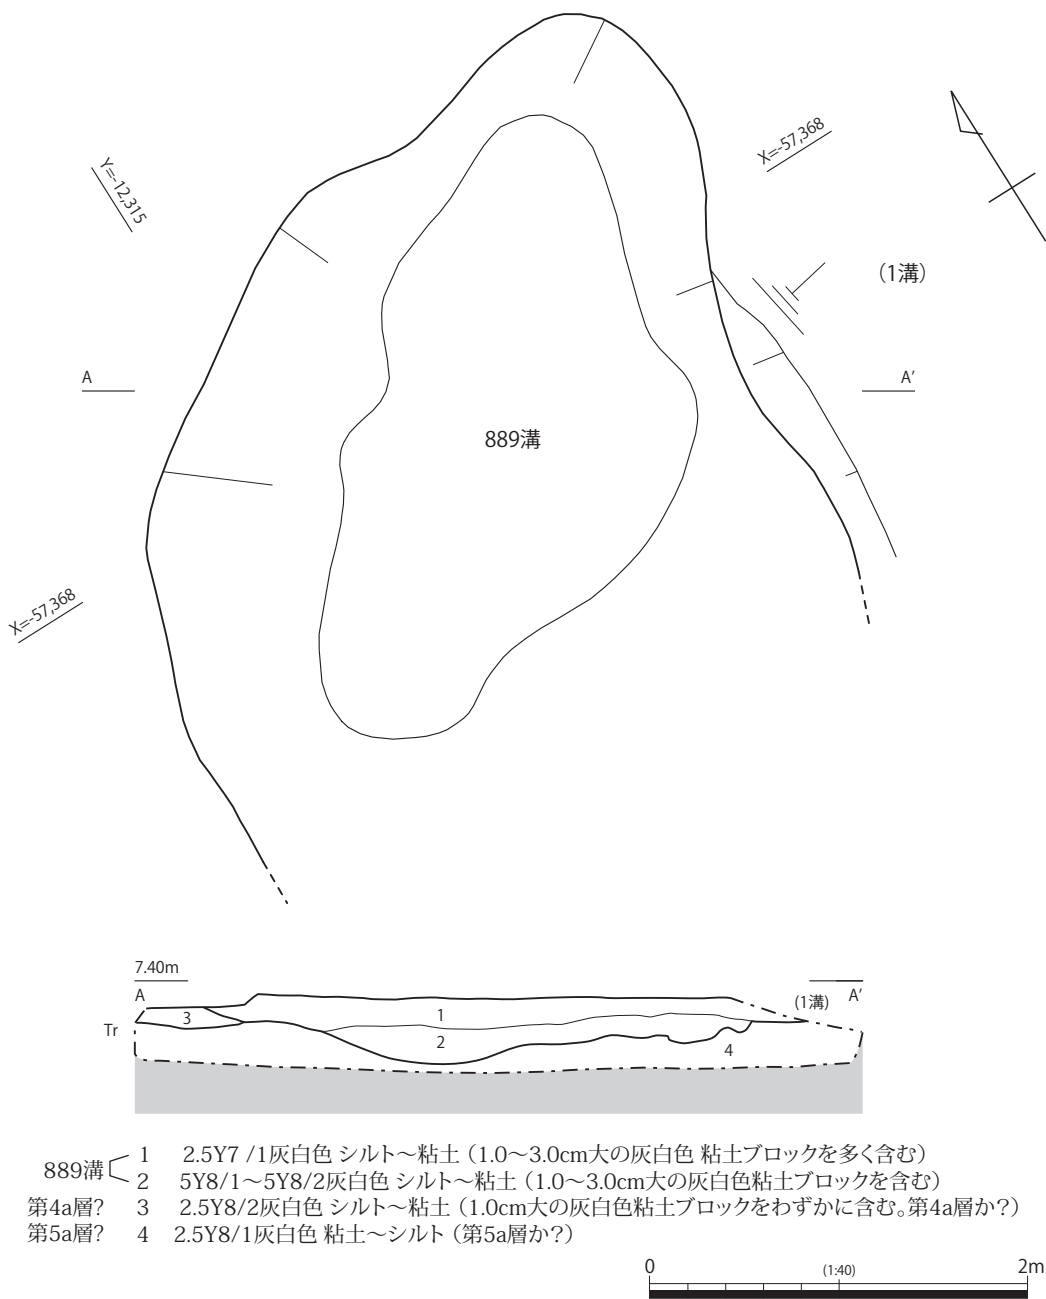 X=-57,368
Y=-12,315
(1溝)
A
A′
889溝
X=-57,368
7.40m
A
(1溝)
A′
Tr
3
1
2
4
889溝
1 2.5Y7 /1灰白色 シルト～粘土（1.0～3.0cm大の灰白色 粘土ブロックを多く含む）
2 5Y8/1～5Y8/2灰白色 シルト～粘土（1.0～3.0cm大の灰白色粘土ブロックを含む）
第4a層? 3 2.5Y8/2灰白色 シルト～粘土（1.0cm大の灰白色粘土ブロックをわずかに含む。第4a層か?）
第5a層? 4 2.5Y8/1灰白色 粘土～シルト（第5a層か?）
0 (1:40) 2m